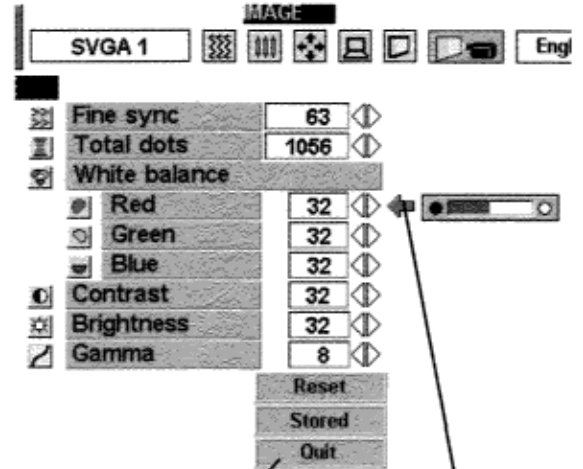 IMAGE
SVGA 1 Engl
Fine sync 63
Total dots 1056
White balance
Red 32
Green 32
Blue 32
Contrast 32
Brightness 32
Gamma 8
Reset
Stored
Quit